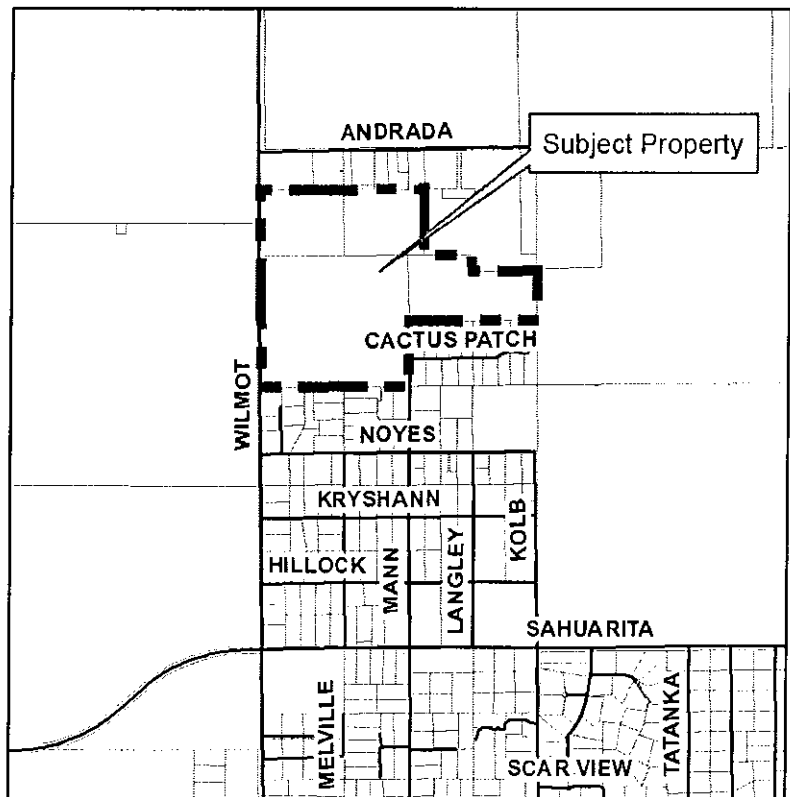 ANDRADA
Subject Property
CACTUS PATCH
WILMOT
NOYES
KRYSHANN
KOLB
LANGLEY
HILLOCK
MANN
SAHUARITA
MELVILLE
TATANKA
SCAR VIEW